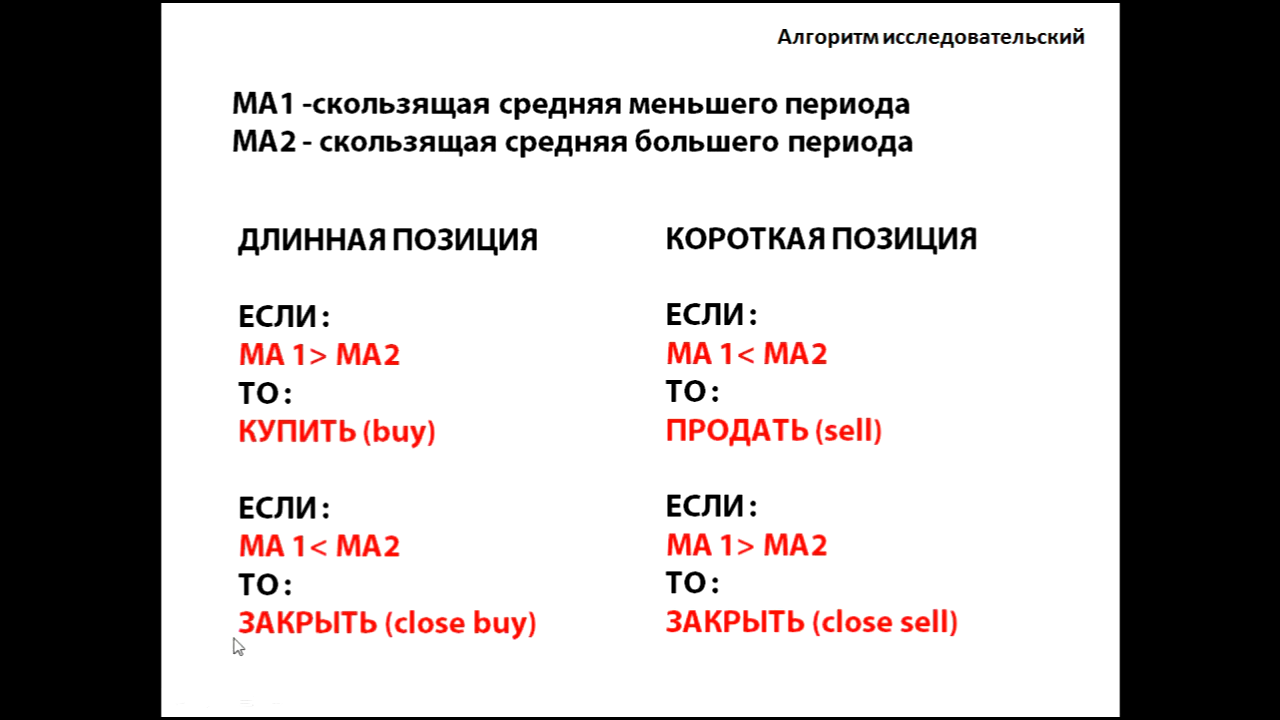 Алгоритм исследовательский
МА1 -скользящая средняя меньшего периода
МА2 - скользящая средняя большего периода
ДЛИННАЯ ПОЗИЦИЯ
ЕСЛИ :
МА 1> МА2
ТО :
КУПИТЬ (buy)
ЕСЛИ :
МА 1< МА2
ТО :
ЗАКРЫТЬ (close buy)
КОРОТКАЯ ПОЗИЦИЯ
ЕСЛИ :
МА 1< МА2
ТО :
ПРОДАТЬ (sell)
ЕСЛИ :
МА 1> МА2
ТО :
ЗАКРЫТЬ (close sell)